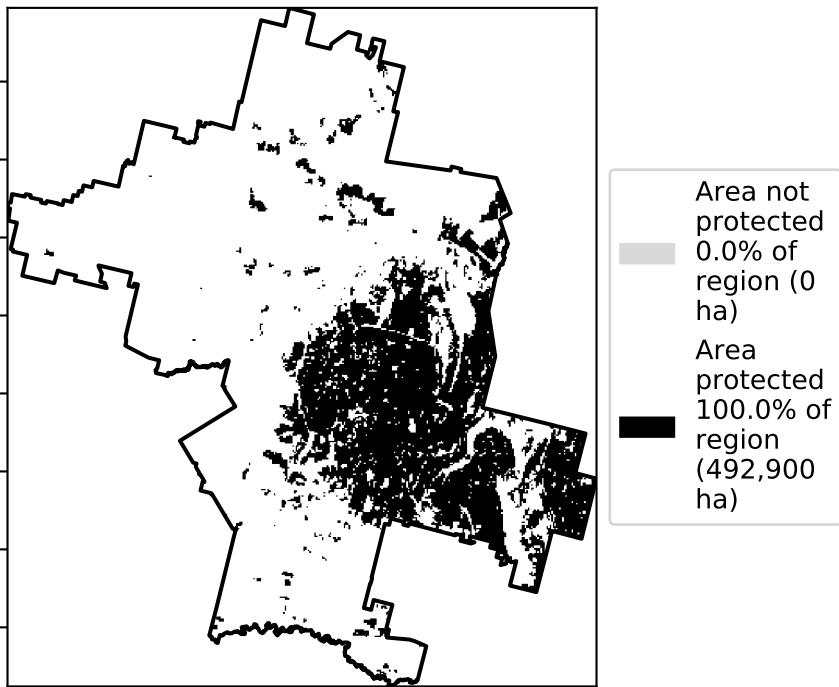 Area not
protected
0.0% of
region (0
ha)
Area
protected
100.0% of
region
(492,900
ha)